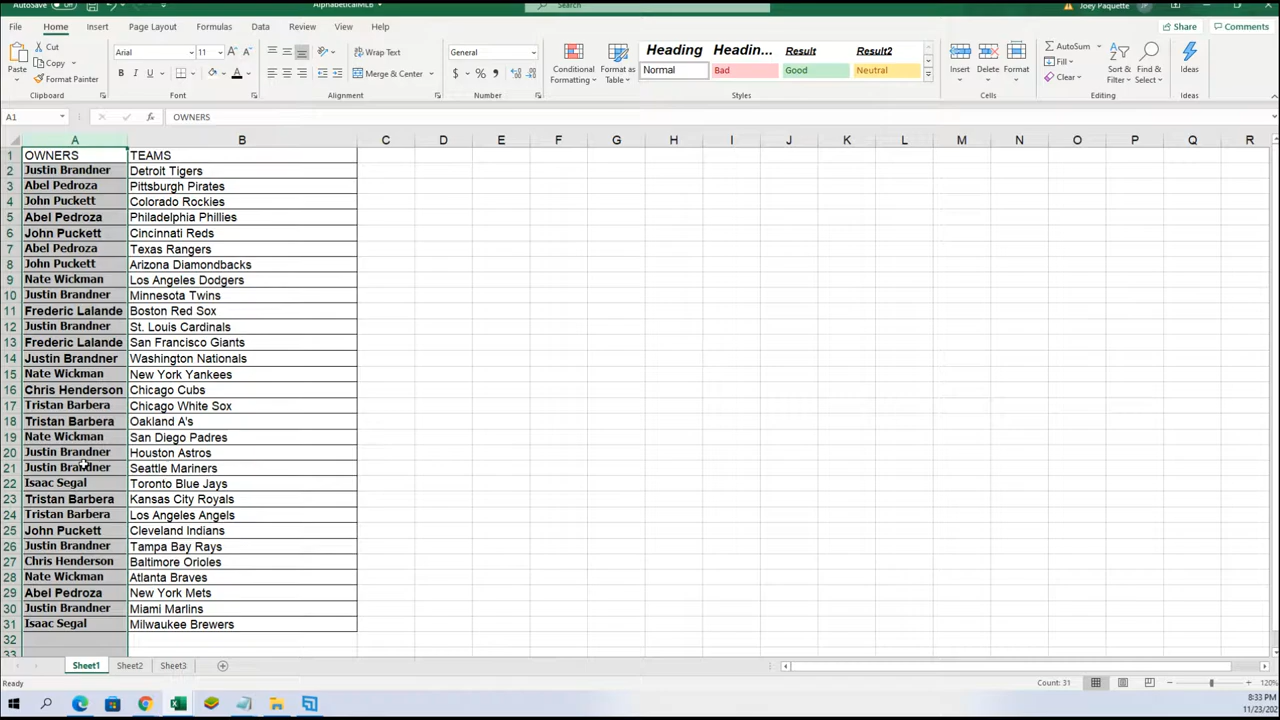 AutoSave Off AlphabeticalMLB Search Joey Paquette
File Home Insert Page Layout Formulas Data Review View Help Share Comments
Paste Cut Copy Format Painter Clipboard
Arial 11 Font
Wrap Text Merge & Center Alignment
General Number
Conditional Formatting Format as Table
Heading Headin... Result Result2
Normal Bad Good Neutral
Styles
Insert Delete Format Cells
AutoSum Fill Clear Sort & Filter Find & Select Editing
Ideas Ideas
A1 fx OWNERS
A B C D E F G H I J K L M N O P Q R
1 OWNERS TEAMS
2 Justin Brandner Detroit Tigers
3 Abel Pedroza Pittsburgh Pirates
4 John Puckett Colorado Rockies
5 Abel Pedroza Philadelphia Phillies
6 John Puckett Cincinnati Reds
7 Abel Pedroza Texas Rangers
8 John Puckett Arizona Diamondbacks
9 Nate Wickman Los Angeles Dodgers
10 Justin Brandner Minnesota Twins
11 Frederic Lalande Boston Red Sox
12 Justin Brandner St. Louis Cardinals
13 Frederic Lalande San Francisco Giants
14 Justin Brandner Washington Nationals
15 Nate Wickman New York Yankees
16 Chris Henderson Chicago Cubs
17 Tristan Barbera Chicago White Sox
18 Tristan Barbera Oakland A's
19 Nate Wickman San Diego Padres
20 Justin Brandner Houston Astros
21 Justin Brandner Seattle Mariners
22 Isaac Segal Toronto Blue Jays
23 Tristan Barbera Kansas City Royals
24 Tristan Barbera Los Angeles Angels
25 John Puckett Cleveland Indians
26 Justin Brandner Tampa Bay Rays
27 Chris Henderson Baltimore Orioles
28 Nate Wickman Atlanta Braves
29 Abel Pedroza New York Mets
30 Justin Brandner Miami Marlins
31 Isaac Segal Milwaukee Brewers
32
33
Sheet1 Sheet2 Sheet3
Ready Count: 31 120%
8:33 PM
11/23/202